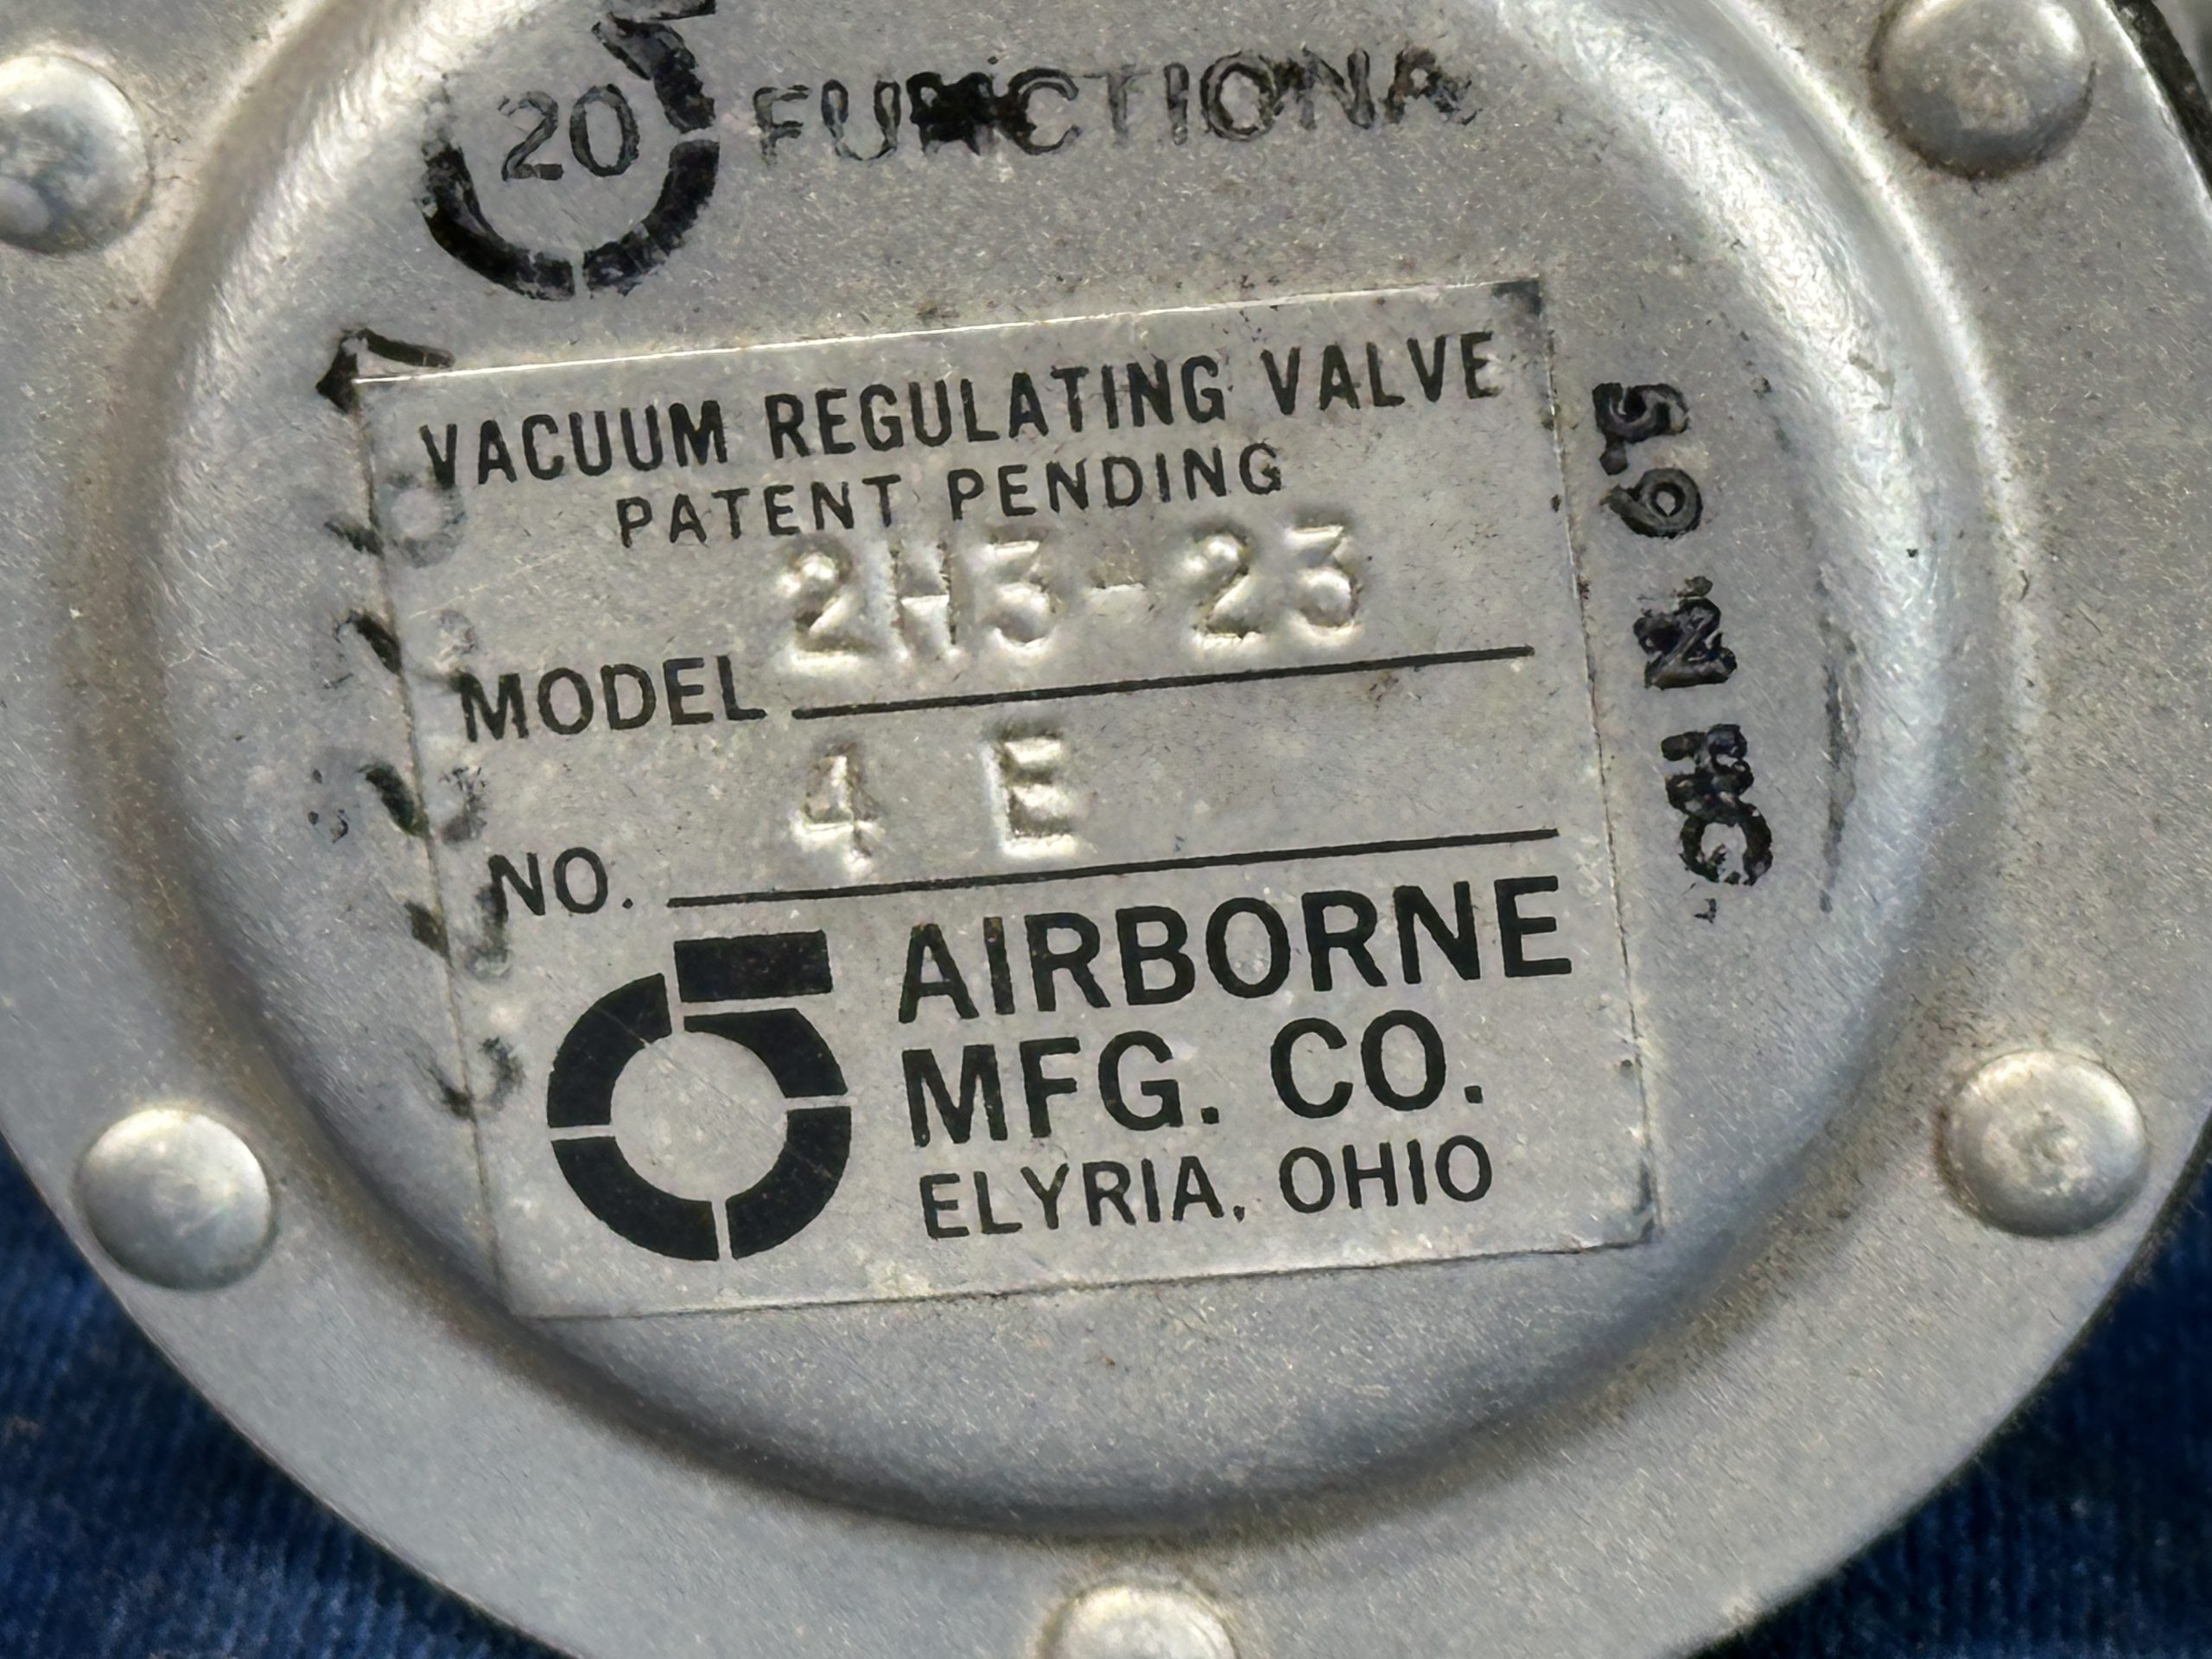 20
FUNCTIONA
VACUUM REGULATING VALVE
PATENT PENDING
MODEL 2H3-23
NO. 4 E
AIRBORNE
MFG. CO.
ELYRIA, OHIO